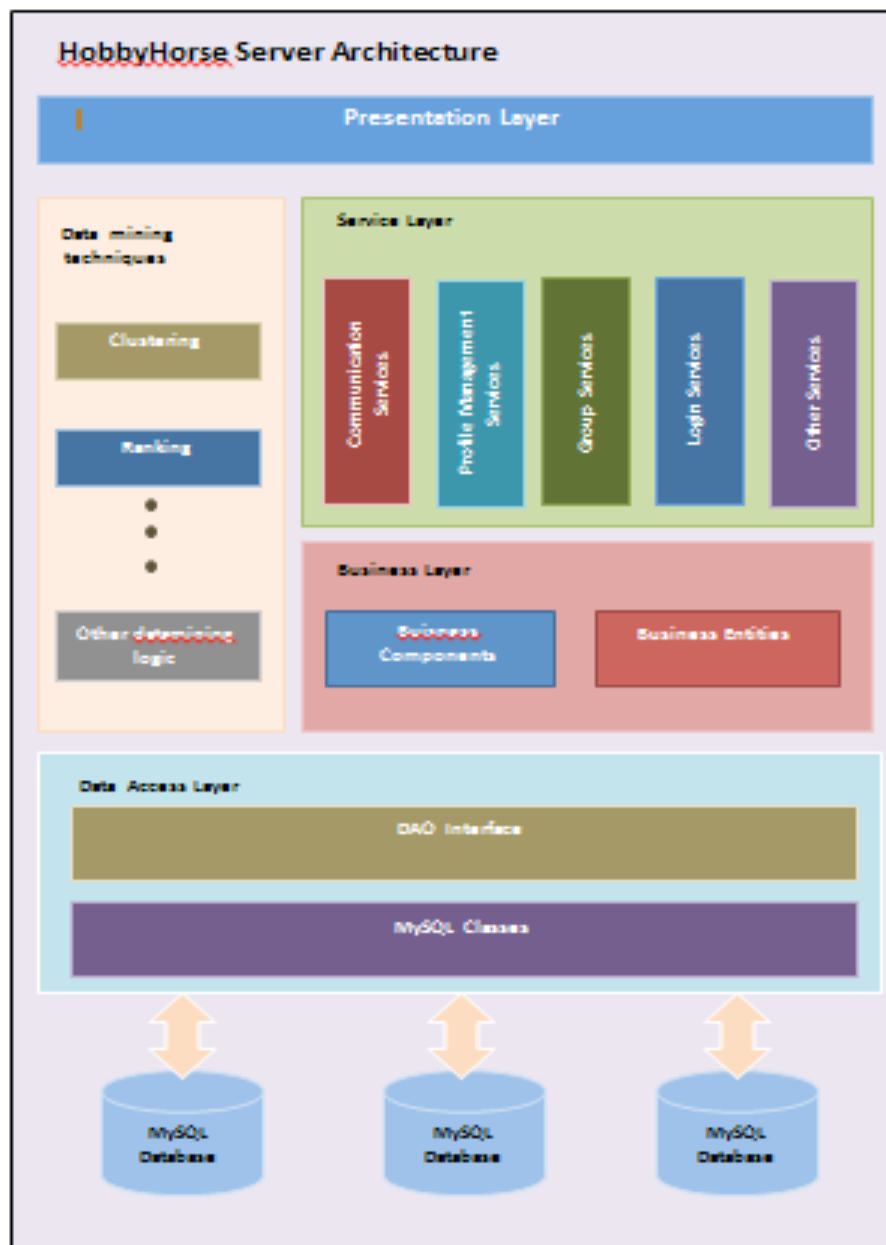 HobbyHorse Server Architecture
Presentation Layer
Data mining
techniques
Clustering
Ranking
Other datamining
logic
Service Layer
Communication
Services
Profile Management
Services
Group Services
Login Services
Other Services
Business Layer
Components
Business Entities
Data Access Layer
DAO Interface
MySQL Classes
MySQL
Database
MySQL
Database
MySQL
Database